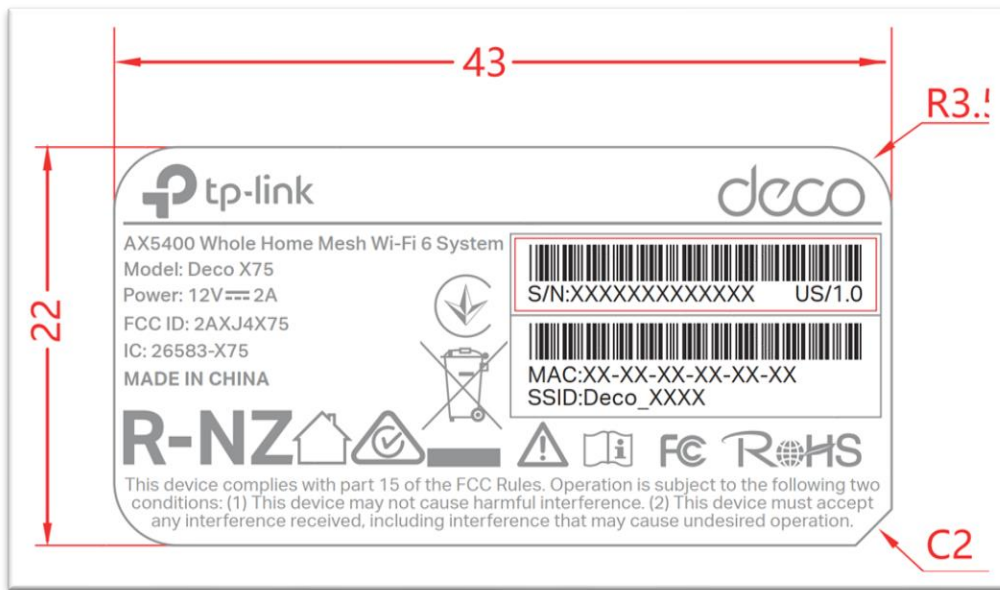 43
R3.5
22
tp-link
deco
AX5400 Whole Home Mesh Wi-Fi 6 System
Model: Deco X75
Power: 12V⎓2A
FCC ID: 2AXJ4X75
IC: 26583-X75
MADE IN CHINA
S/N:XXXXXXXXXXXXX US/1.0
MAC:XX-XX-XX-XX-XX-XX
SSID:Deco_XXXX
R-NZ
i
FC
RoHS
This device complies with part 15 of the FCC Rules. Operation is subject to the following two
conditions: (1) This device may not cause harmful interference. (2) This device must accept
any interference received, including interference that may cause undesired operation.
C2